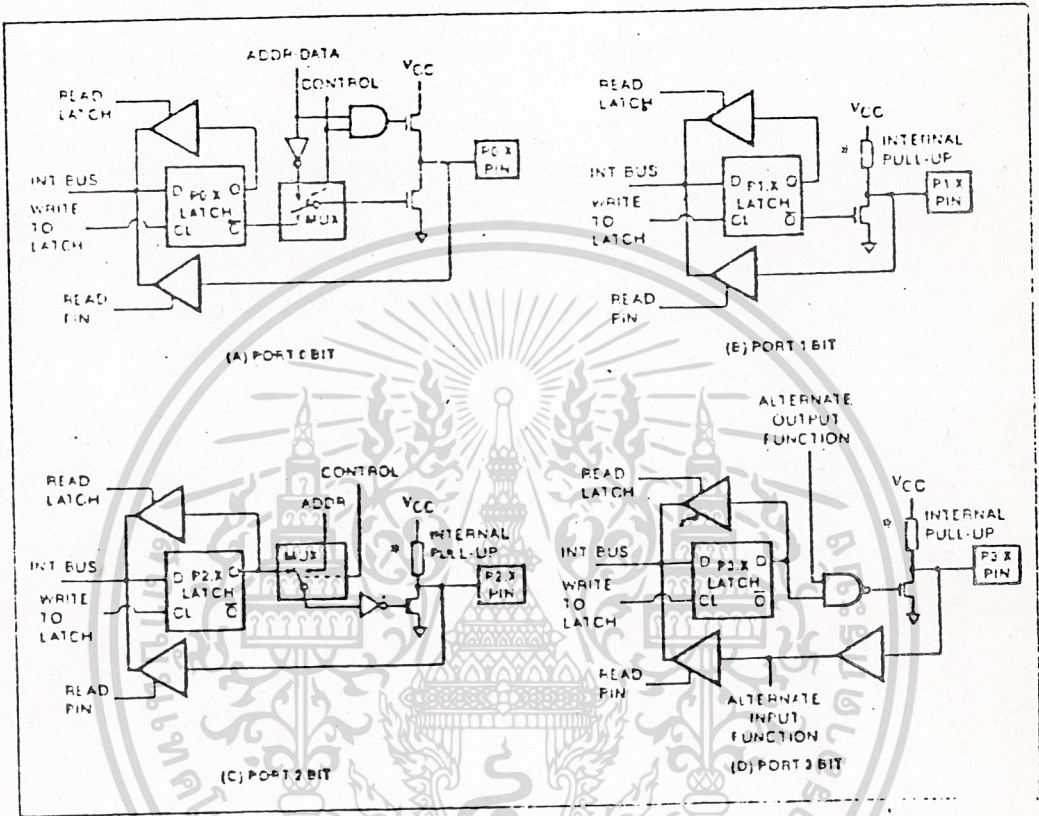 ADDR DATA
CONTROL
VCC
READ
LATCH
INT BUS
WRITE
TO
LATCH
D P0.X Q
LATCH
CL Q
MUX
P0.X
PIN
READ
PIN
(A) PORT 0 BIT
READ
LATCH
VCC
* INTERNAL
PULL-UP
INT BUS
WRITE
TO
LATCH
D P1.X Q
LATCH
CL Q
P1.X
PIN
READ
PIN
(B) PORT 1 BIT
READ
LATCH
CONTROL
ADDR
VCC
* INTERNAL
PULL-UP
INT BUS
WRITE
TO
LATCH
D P2.X Q
LATCH
CL Q
MUX
P2.X
PIN
READ
PIN
(C) PORT 2 BIT
ALTERNATE
OUTPUT
FUNCTION
READ
LATCH
VCC
* INTERNAL
PULL-UP
INT BUS
WRITE
TO
LATCH
D P3.X Q
LATCH
CL Q
P3.X
PIN
READ
PIN
ALTERNATE
INPUT
FUNCTION
(D) PORT 3 BIT